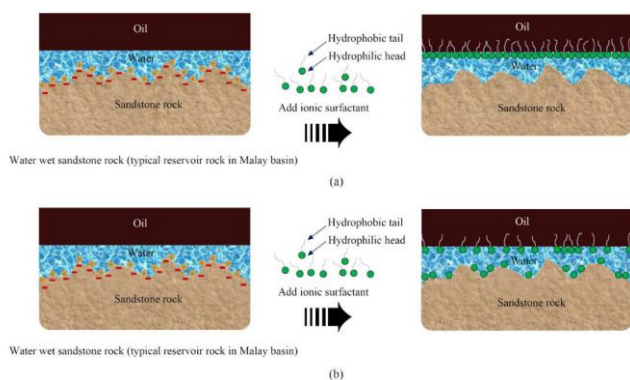 Oil
Water
Sandstone rock
Hydrophobic tail
Hydrophilic head
Add ionic surfactant
Oil
Water
Sandstone rock
Water wet sandstone rock (typical reservoir rock in Malay basin)
(a)
Oil
Water
Sandstone rock
Hydrophobic tail
Hydrophilic head
Add ionic surfactant
Oil
Water
Sandstone rock
Water wet sandstone rock (typical reservoir rock in Malay basin)
(b)